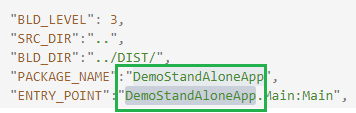 "BLD_LEVEL": 3,
"SRC_DIR":"..",
"BLD_DIR":"../DIST/",
"PACKAGE_NAME":"DemoStandAloneApp",
"ENTRY_POINT":"DemoStandAloneApp.Main:Main",